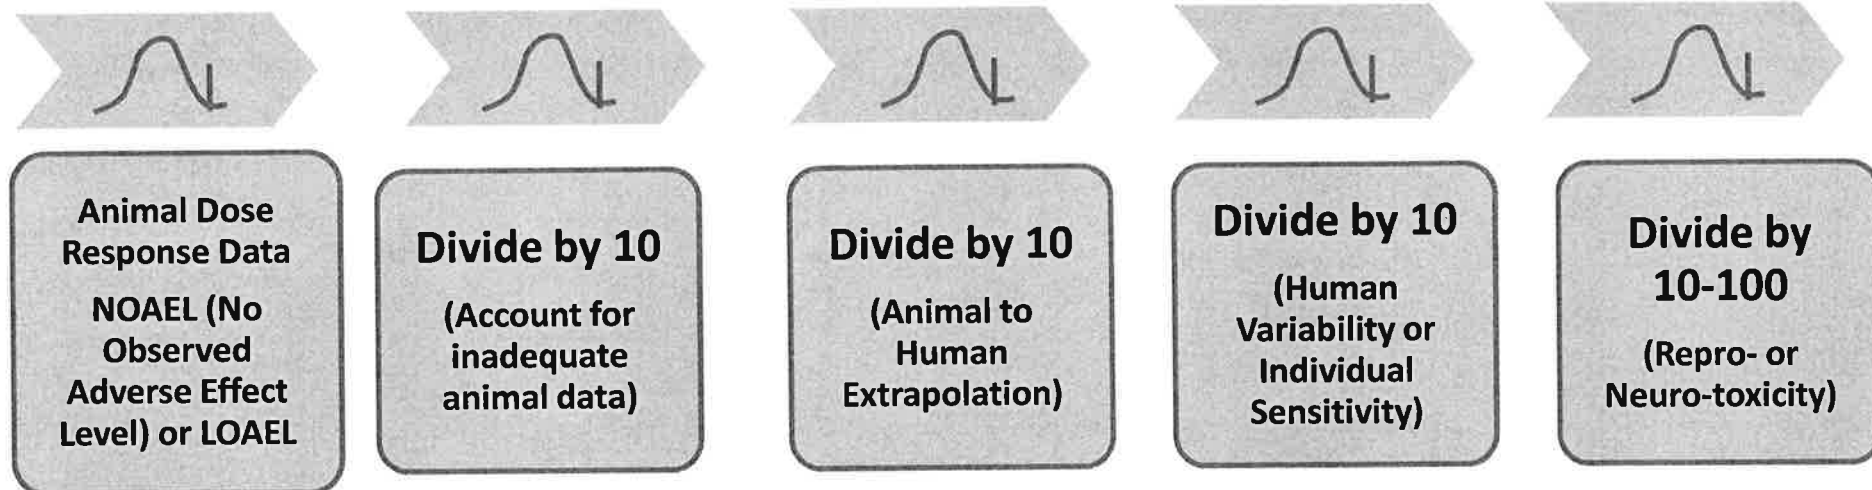 Animal Dose
Response Data
NOAEL (No
Observed
Adverse Effect
Level) or LOAEL
Divide by 10
(Account for
inadequate
animal data)
Divide by 10
(Animal to
Human
Extrapolation)
Divide by 10
(Human
Variability or
Individual
Sensitivity)
Divide by
10-100
(Repro- or
Neuro-toxicity)